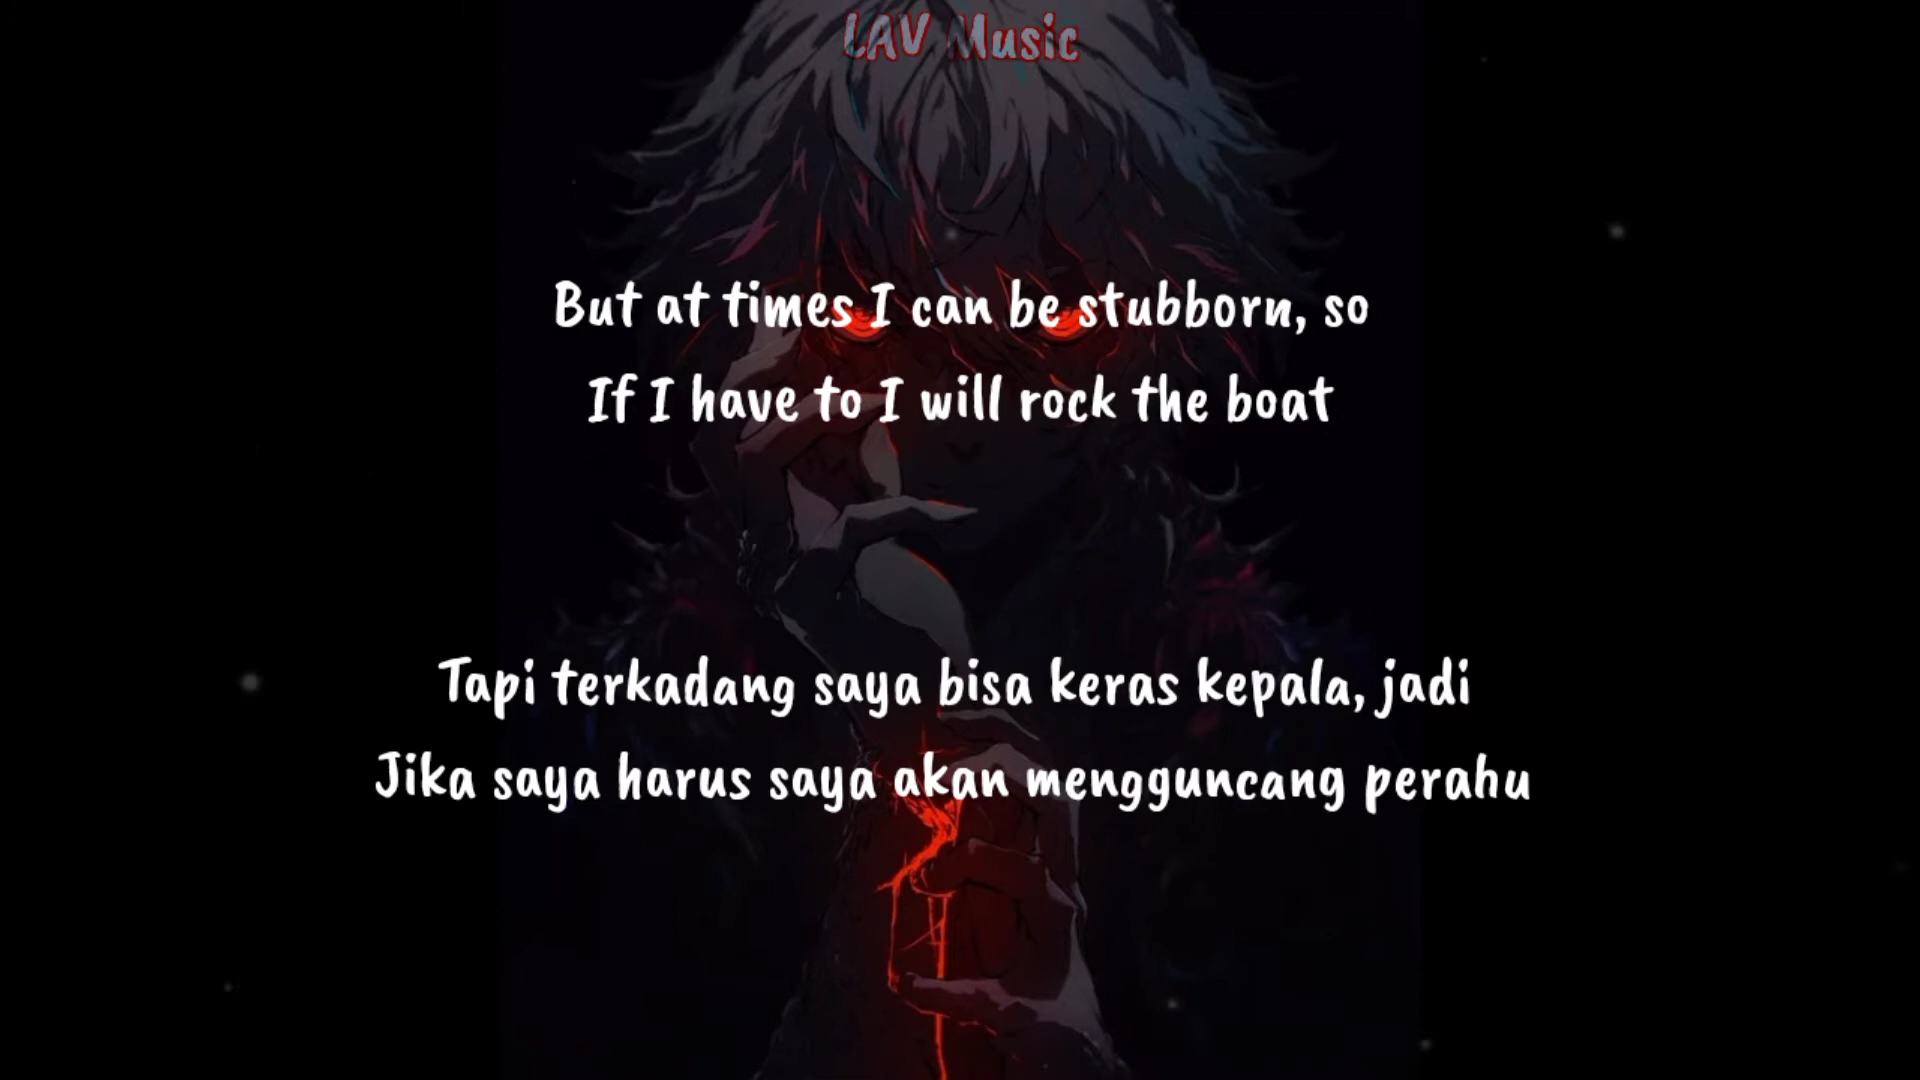 LAV Music
But at times I can be stubborn, so
If I have to I will rock the boat
Tapi terkadang saya bisa keras kepala, jadi
Jika saya harus saya akan mengguncang perahu